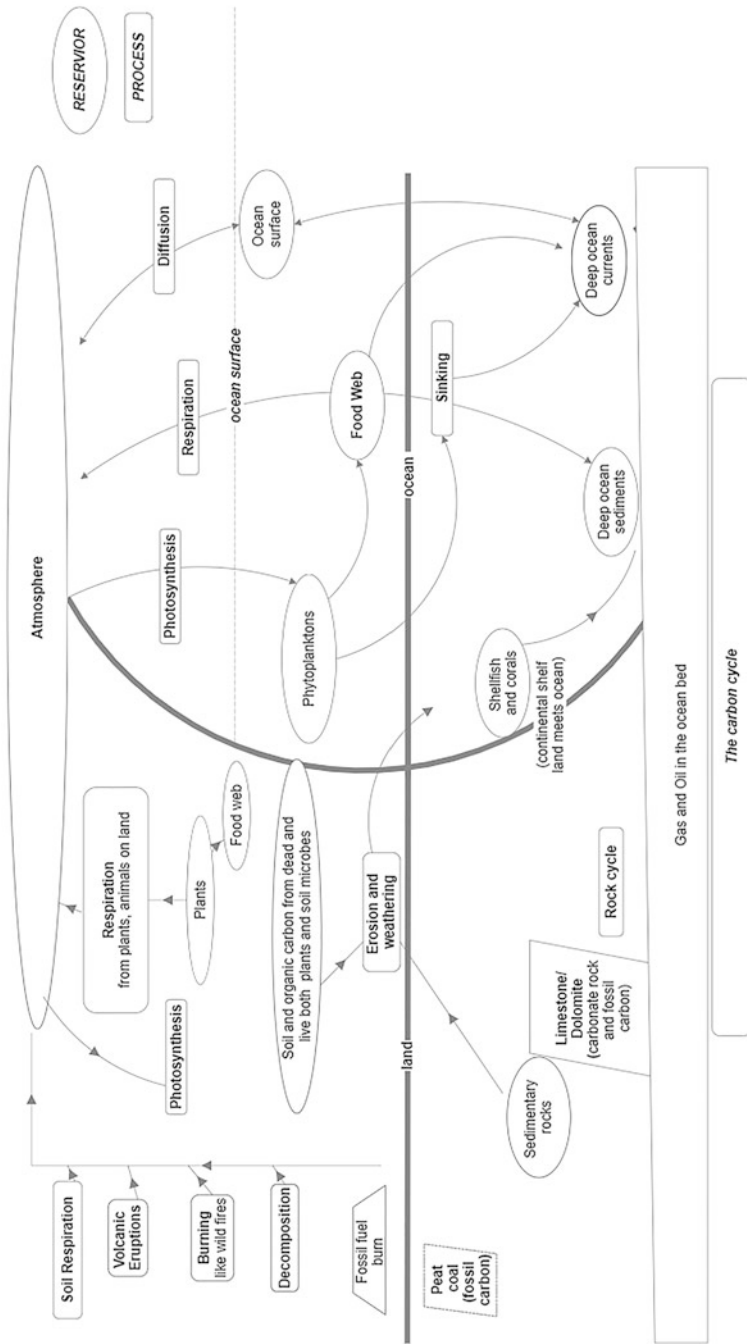 RESERVIOR
PROCESS
Atmosphere
Soil Respiration
Volcanic
Eruptions
Burning
like wild fires
Decomposition
Fossil fuel
burn
Photosynthesis
Respiration
from plants, animals on land
Plants
Food web
Soil and organic carbon from dead and
live both plants and soil microbes
Erosion and
weathering
Photosynthesis
Respiration
Diffusion
ocean surface
Ocean
surface
Phytoplanktons
Food Web
land
ocean
Peat
coal
(fossil
carbon)
Sedimentary
rocks
Limestone/
Dolomite
(carbonate rock
and fossil
carbon)
Rock cycle
Shellfish
and corals
(continental shelf
land meets ocean)
Sinking
Deep ocean
sediments
Deep ocean
currents
Gas and Oil in the ocean bed
The carbon cycle